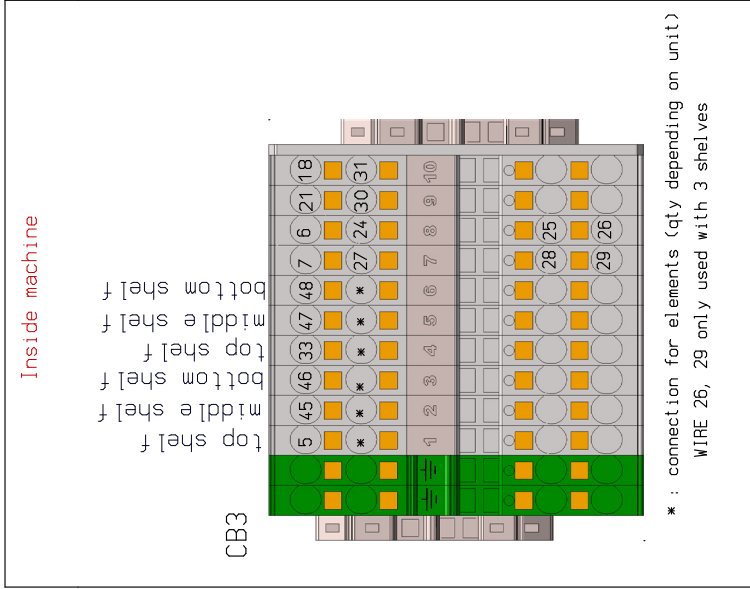 Inside machine
CB3
18 31 10
21 30 9
6 24 8 25 26
7 27 7 28 29
bottom shelf 48 * 6
middle shelf 47 * 5
top shelf 33 * 4
bottom shelf 46 * 3
middle shelf 45 * 2
top shelf 5 * 1
* : connection for elements (qty depending on unit)
WIRE 26, 29 only used with 3 shelves